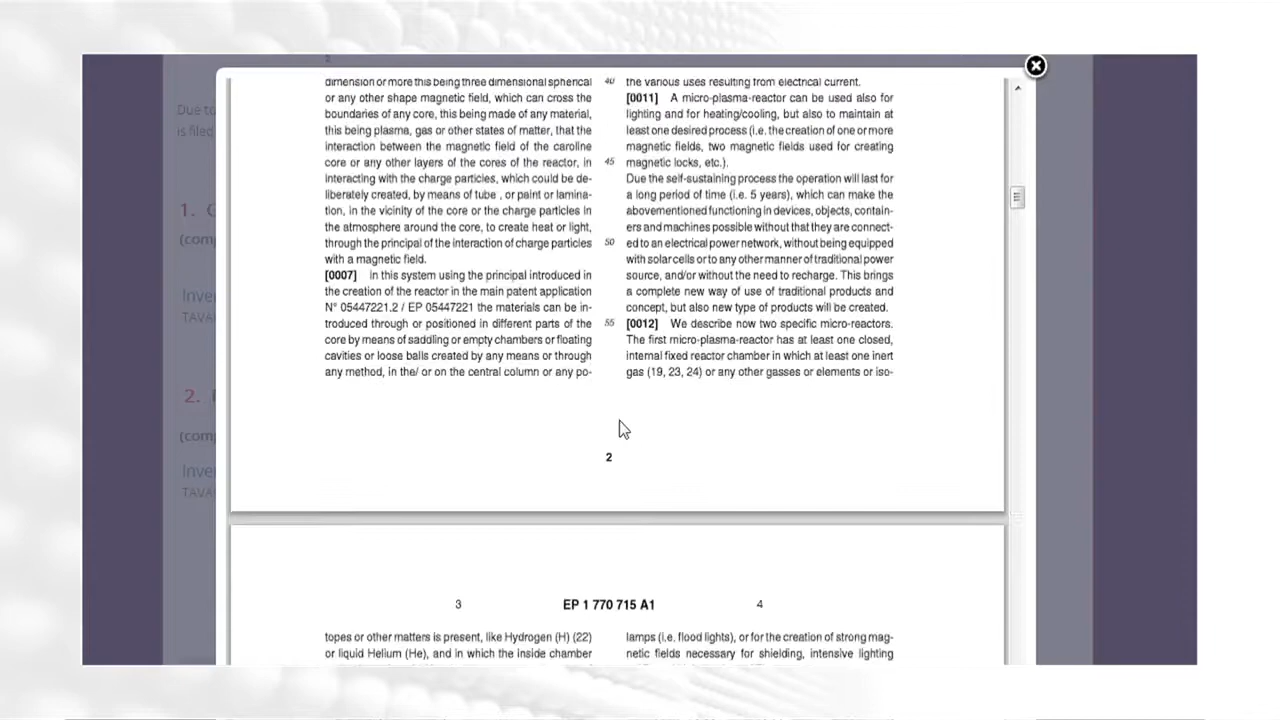 2
Due to
is filed
1. G
(comp
Inver
TAVA
2.
(comp
Inve
TAVA
dimension or more this being three dimensional spherical
or any other shape magnetic field, which can cross the
boundaries of any core, this being made of any material,
this being plasma, gas or other states of matter, that the
interaction between the magnetic field of the caroline
core or any other layers of the cores of the reactor, in
interacting with the charge particles, which could be de-
liberately created, by means of tube , or paint or lamina-
tion, in the vicinity of the core or the charge particles in
the atmosphere around the core, to create heat or light,
through the principal of the interaction of charge particles
with a magnetic field.
[0007] In this system using the principal introduced in
the creation of the reactor in the main patent application
N° 05447221.2 / EP 05447221 the materials can be in-
troduced through or positioned in different parts of the
core by means of saddling or empty chambers or floating
cavities or loose balls created by any means or through
any method, in the/ or on the central column or any po-
40
45
50
55
the various uses resulting from electrical current.
[0011] A micro-plasma-reactor can be used also for
lighting and for heating/cooling, but also to maintain at
least one desired process (i.e. the creation of one or more
magnetic fields, two magnetic fields used for creating
magnetic locks, etc.).
Due the self-sustaining process the operation will last for
a long period of time (i.e. 5 years), which can make the
abovementioned functioning in devices, objects, contain-
ers and machines possible without that they are connect-
ed to an electrical power network, without being equipped
with solar cells or to any other manner of traditional power
source, and/or without the need to recharge. This brings
a complete new way of use of traditional products and
concept, but also new type of products will be created.
[0012] We describe now two specific micro-reactors.
The first micro-plasma-reactor has at least one closed,
internal fixed reactor chamber in which at least one inert
gas (19, 23, 24) or any other gasses or elements or iso-
2
3
EP 1 770 715 A1
4
topes or other matters is present, like Hydrogen (H) (22)
or liquid Helium (He), and in which the inside chamber
lamps (i.e. flood lights), or for the creation of strong mag-
netic fields necessary for shielding, intensive lighting